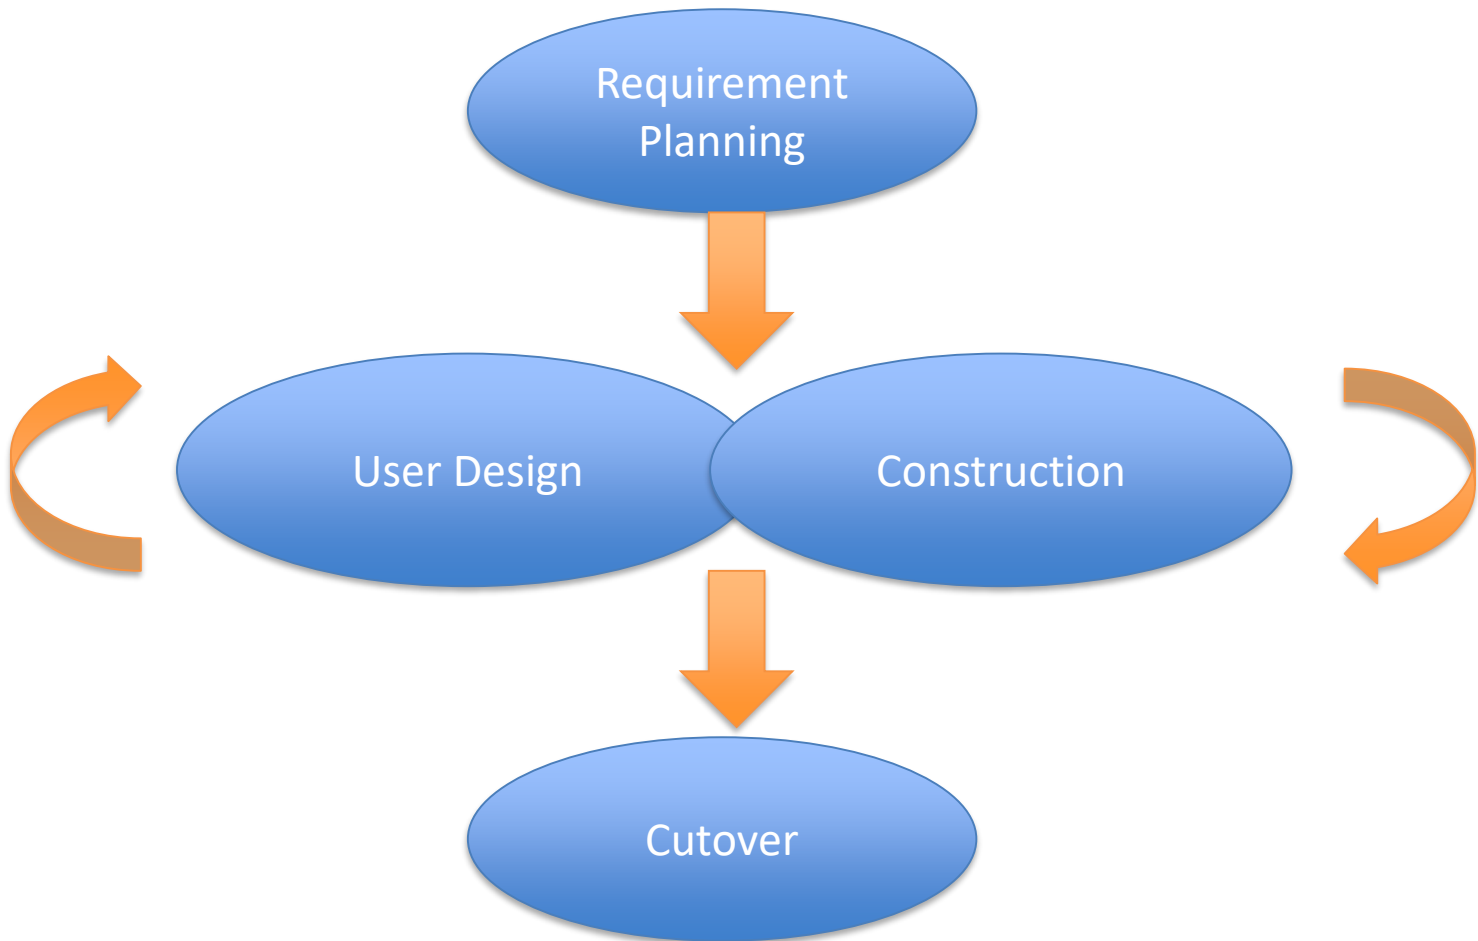 Requirement
Planning
User Design
Construction
Cutover